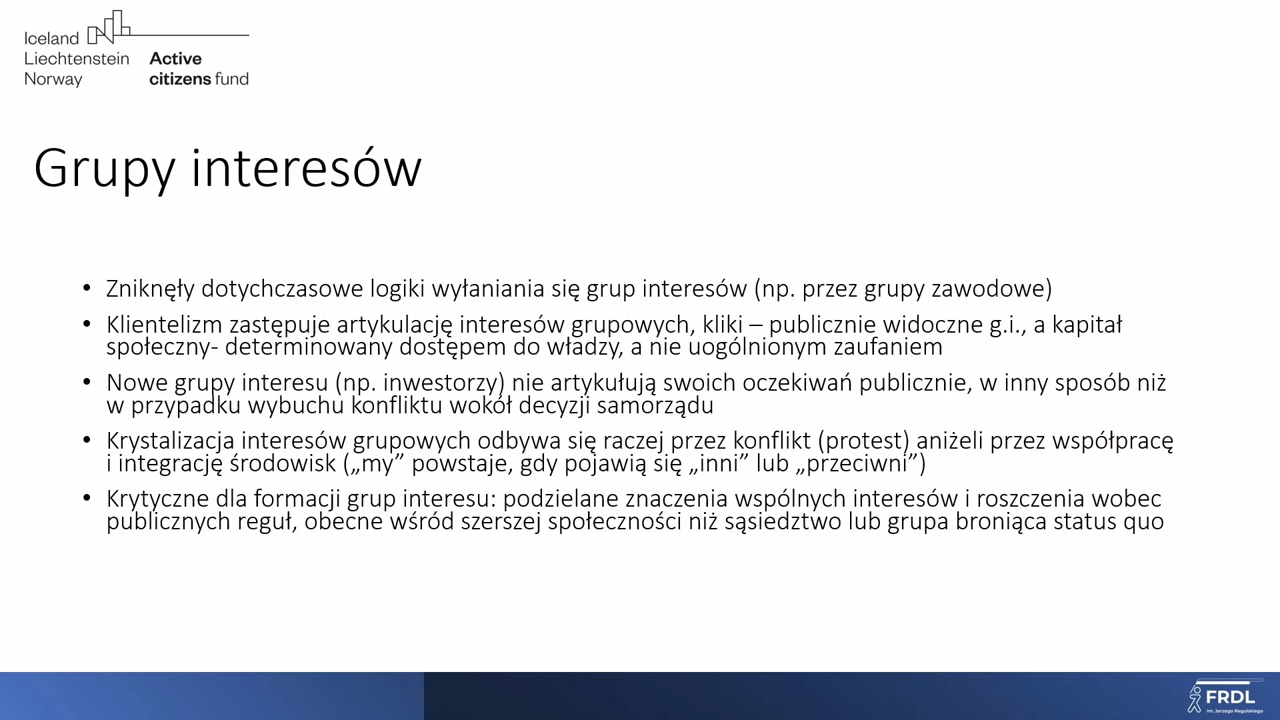 Iceland
Liechtenstein
Norway
Active
citizens fund
Grupy interesów
• Zniknęły dotychczasowe logiki wyłaniania się grup interesów (np. przez grupy zawodowe)
• Klientelizm zastępuje artykulację interesów grupowych, kliki – publicznie widoczne g.i., a kapitał
społeczny- determinowany dostępem do władzy, a nie uogólnionym zaufaniem
• Nowe grupy interesu (np. inwestorzy) nie artykułują swoich oczekiwań publicznie, w inny sposób niż
w przypadku wybuchu konfliktu wokół decyzji samorządu
• Krystalizacja interesów grupowych odbywa się raczej przez konflikt (protest) aniżeli przez współpracę
i integrację środowisk („my” powstaje, gdy pojawią się „inni” lub „przeciwni”)
• Krytyczne dla formacji grup interesu: podzielane znaczenia wspólnych interesów i roszczenia wobec
publicznych reguł, obecne wśród szerszej społeczności niż sąsiedztwo lub grupa broniąca status quo
FRDL
im. Jerzego Regulskiego